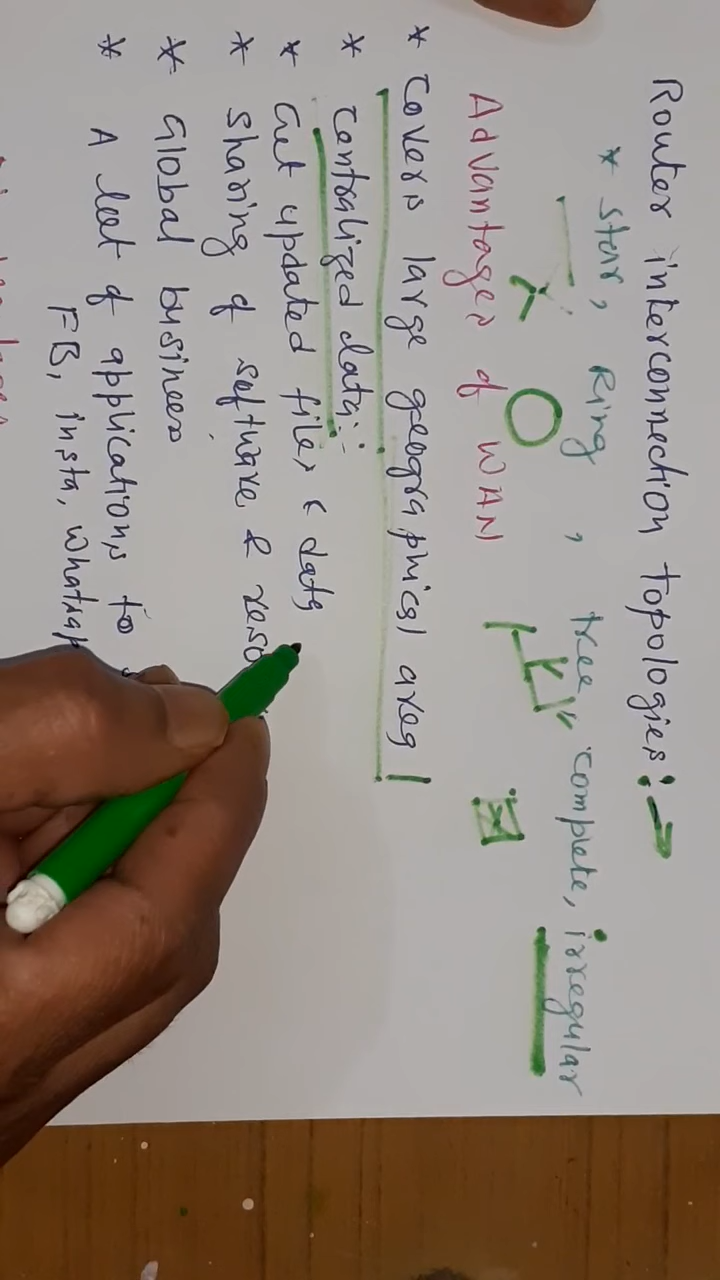 Router interconnection topologies:→
* Star, Ring, tree, complete, irregular
Advantages of WAN
* Covers large geographical area
* Centralized data:-
* Get updated files & data
* Sharing of software &
* Global business
* A lot of applications to
FB, insta, whatsap